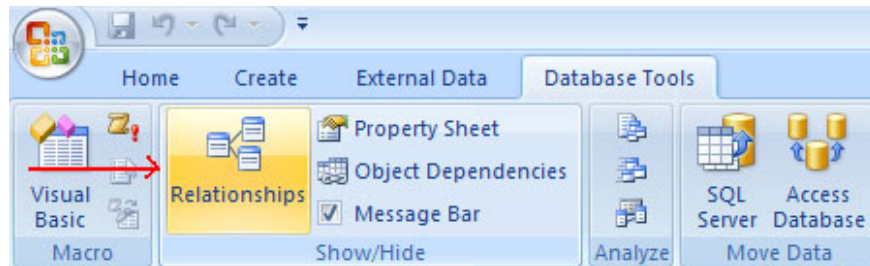 Home Create External Data Database Tools
Property Sheet
Relationships Object Dependencies
Message Bar
Visual Basic
SQL Server
Access Database
Macro Show/Hide Analyze Move Data